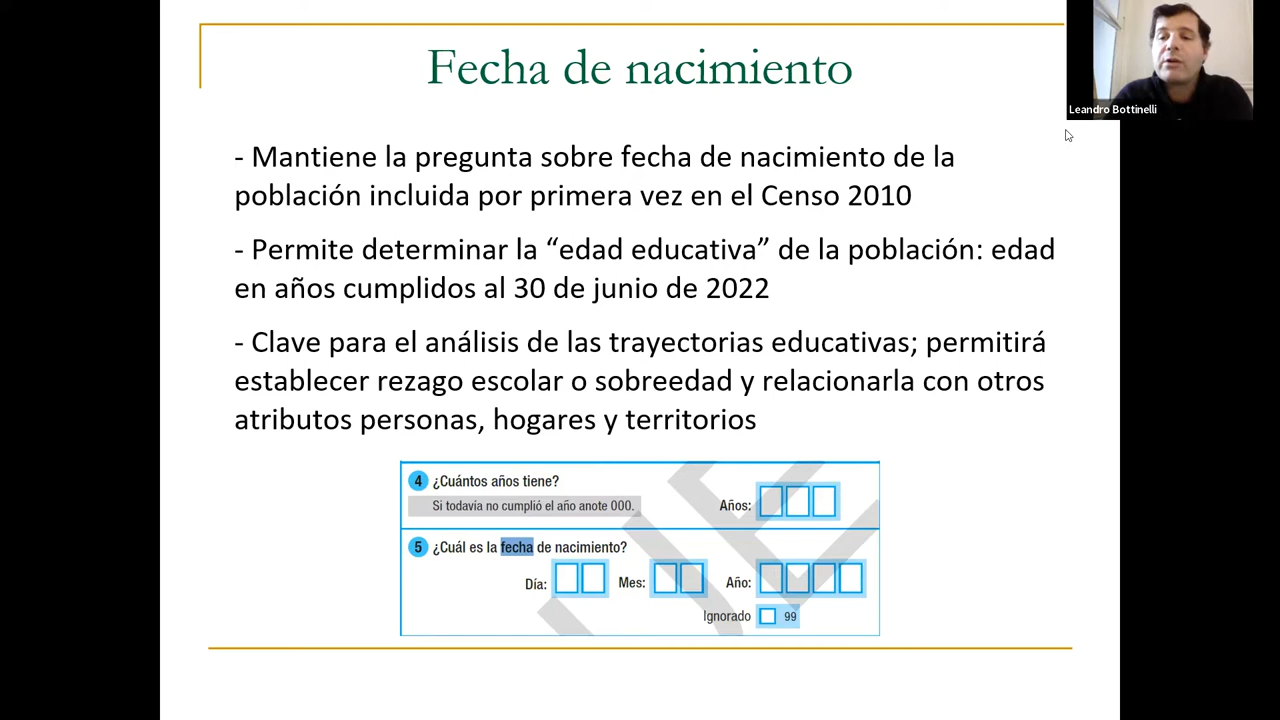 Fecha de nacimiento
Leandro Bottinelli
- Mantiene la pregunta sobre fecha de nacimiento de la
población incluida por primera vez en el Censo 2010
- Permite determinar la “edad educativa” de la población: edad
en años cumplidos al 30 de junio de 2022
- Clave para el análisis de las trayectorias educativas; permitirá
establecer rezago escolar o sobreedad y relacionarla con otros
atributos personas, hogares y territorios
4 ¿Cuántos años tiene?
Si todavía no cumplió el año anote 000. Años:
5 ¿Cuál es la fecha de nacimiento?
Día: Mes: Año:
Ignorado 99